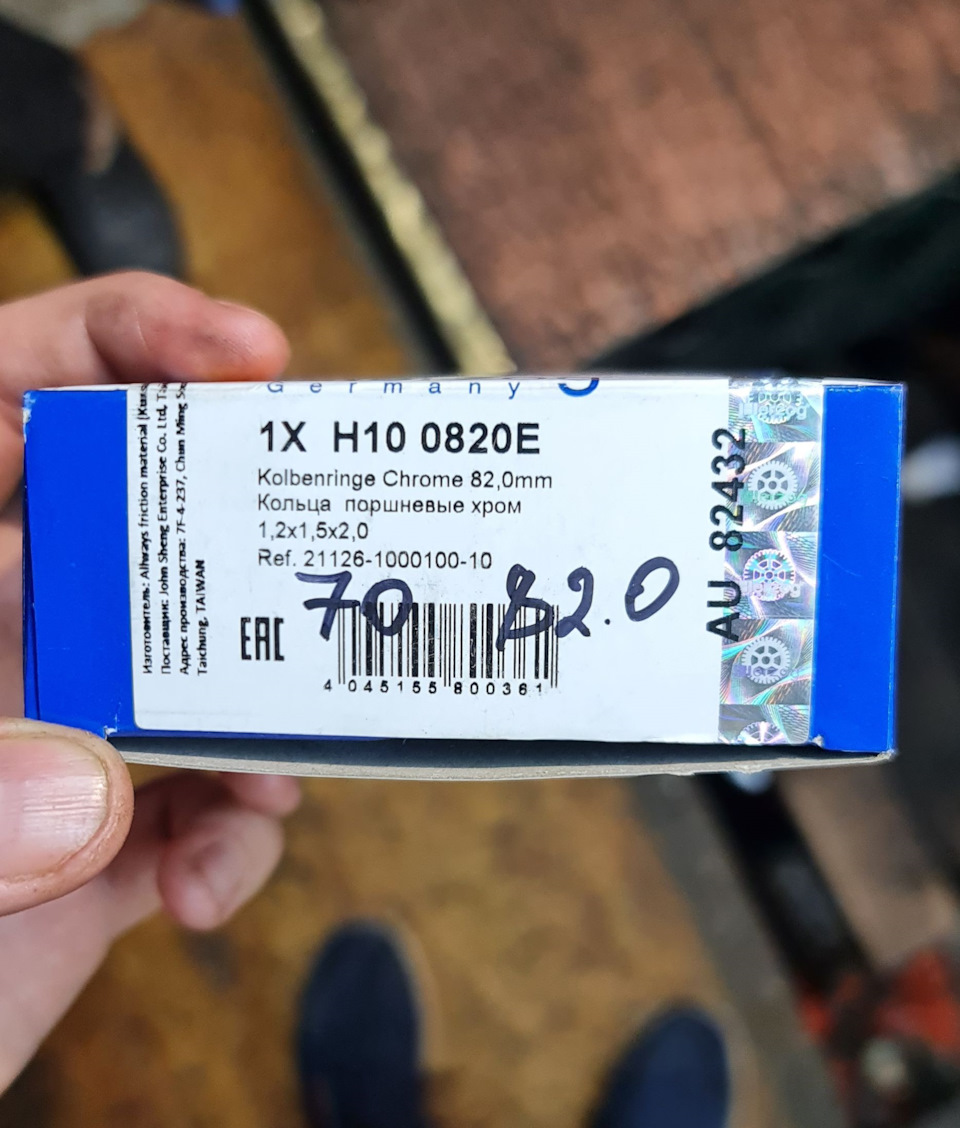 Germany
1X H10 0820E
Kolbenringe Chrome 82,0mm
Кольца поршневые хром
1,2x1,5x2,0
Ref. 21126-1000100-10
70 82.0
EAC
4 045155 800361
Изготовитель: Allways friction material
Поставщик: John Sheng Enterprise Co. Ltd,
Адрес производства: 7F-4-237, Chun Ming
Taichung, TAIWAN
AU 82432